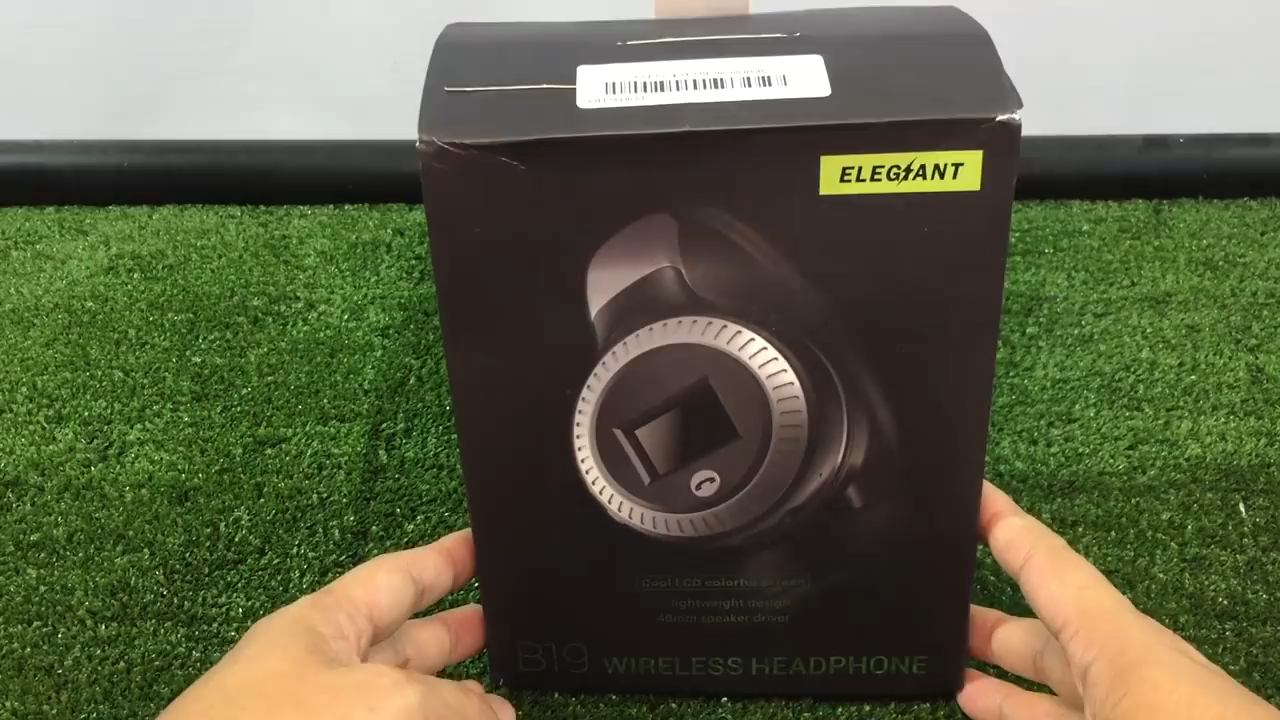 ELEGIANT
Cool LCD colorful screen
lightweight design
40mm speaker driver
B19 WIRELESS HEADPHONE